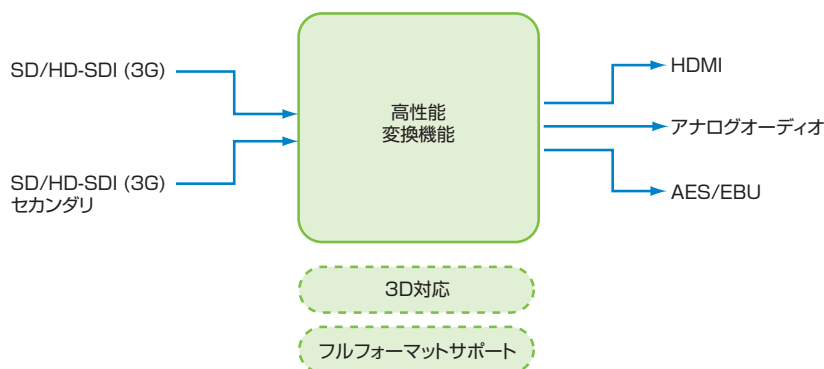 SD/HD-SDI (3G)
SD/HD-SDI (3G)
セカンダリ
高性能
変換機能
HDMI
アナログオーディオ
AES/EBU
3D対応
フルフォーマットサポート